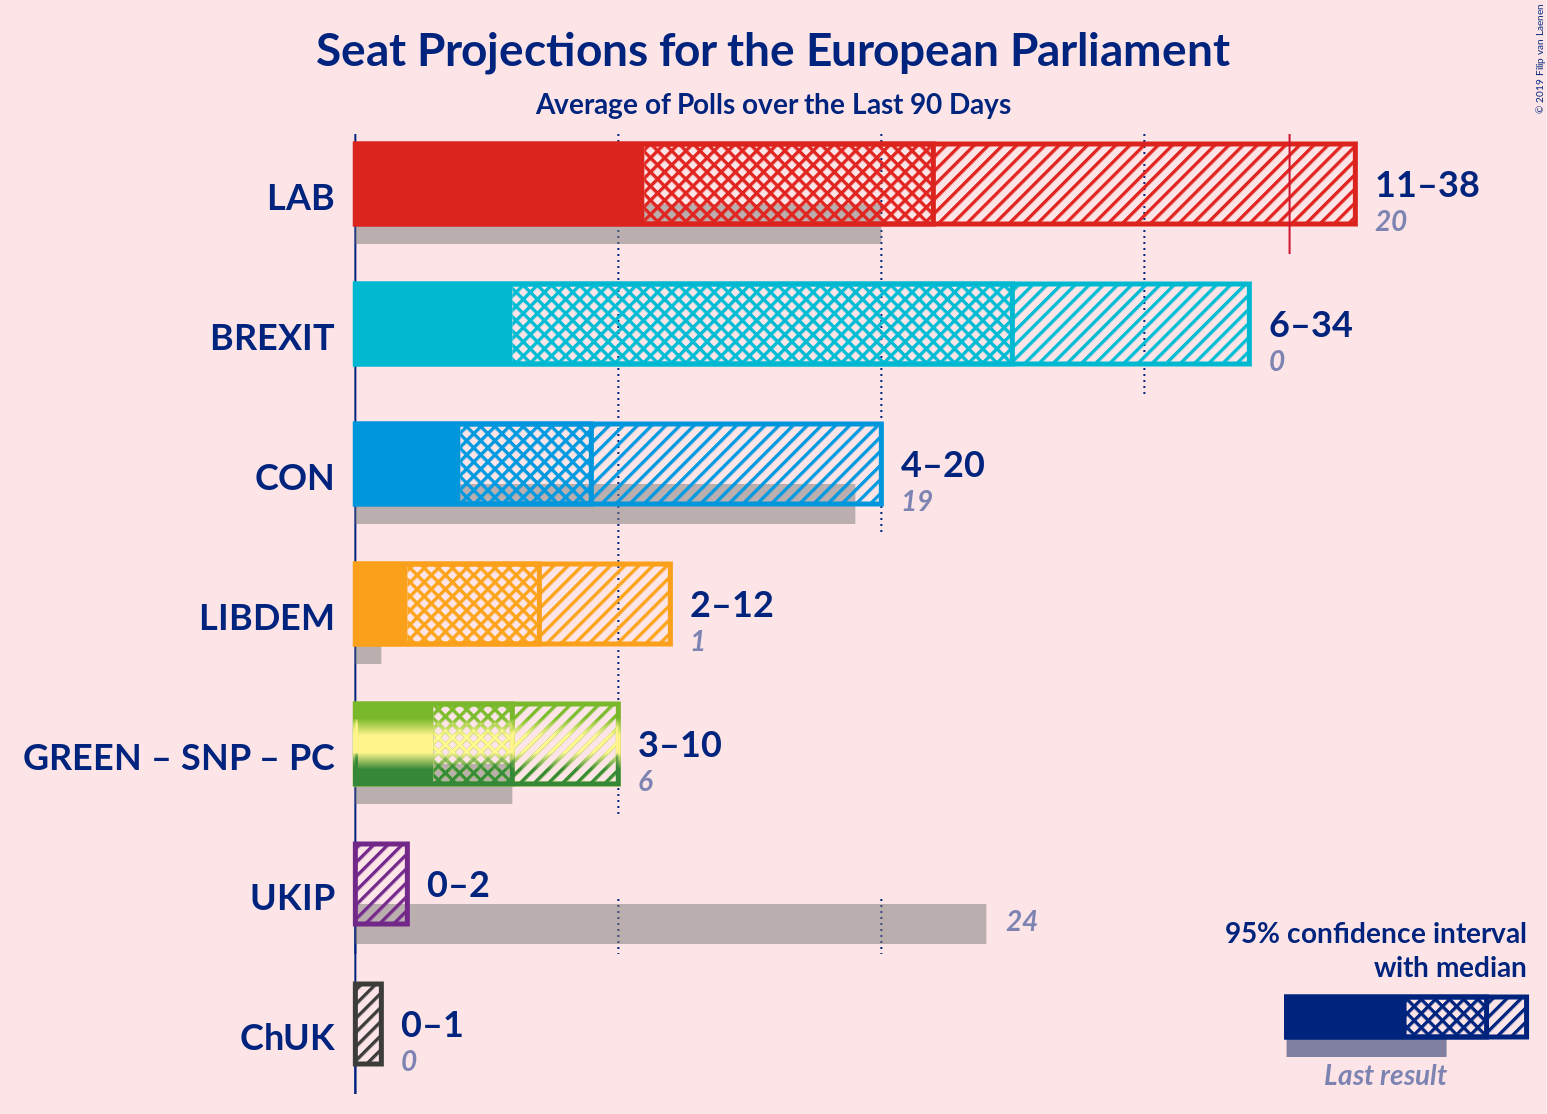 Seat Projections for the European Parliament
Average of Polls over the Last 90 Days
© 2019 Filip van Laenen
LAB
11–38
20
BREXIT
6–34
0
CON
4–20
19
LIBDEM
2–12
1
GREEN – SNP – PC
3–10
6
UKIP
0–2
24
ChUK
0–1
0
95% confidence interval
with median
Last result